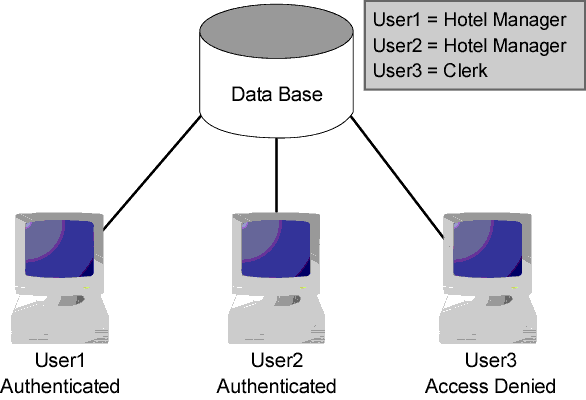 User1 = Hotel Manager
User2 = Hotel Manager
User3 = Clerk
Data Base
User1
Authenticated
User2
Authenticated
User3
Access Denied